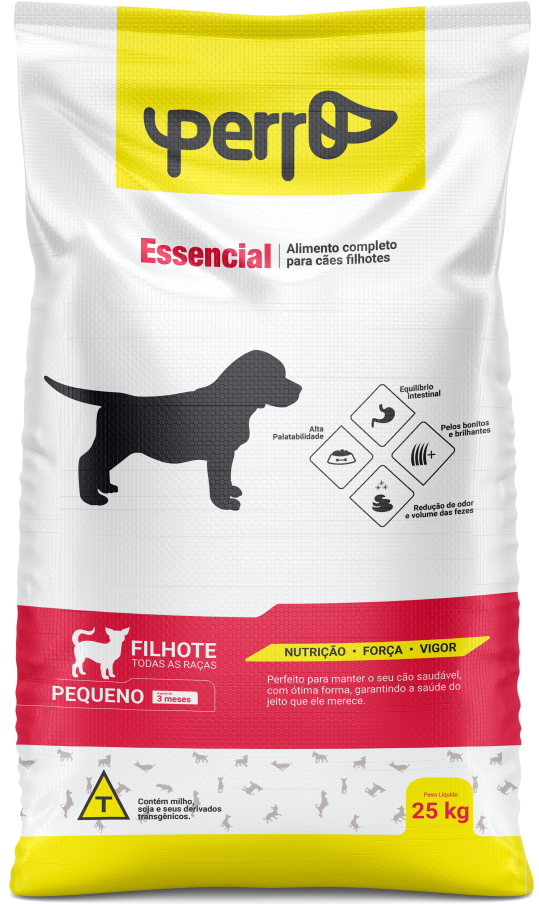 perro
Essencial
Alimento completo
para cães filhotes
Equilíbrio
intestinal
Alta
Palatabilidade
Pelos bonitos
e brilhantes
Redução de odor
e volume das fezes
FILHOTE
TODAS AS RAÇAS
PEQUENO
3 meses
NUTRIÇÃO • FORÇA • VIGOR
Perfeito para manter o seu cão saudável,
com ótima forma, garantindo a saúde do
jeito que ele merece.
T
Contém milho,
soja e seus derivados
transgênicos.
Peso Líquido
25 kg